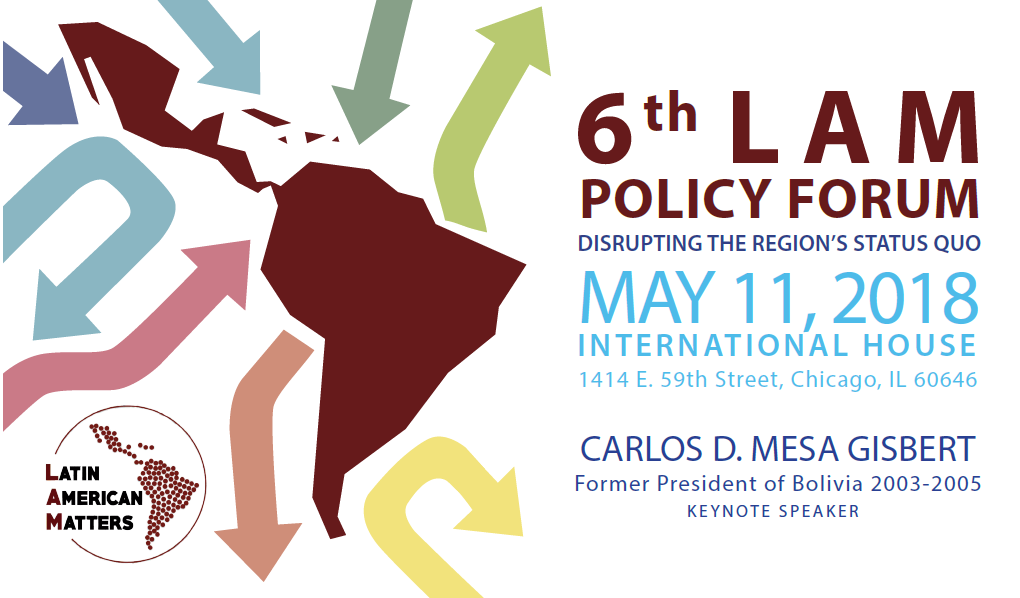 6th LAM
POLICY FORUM
DISRUPTING THE REGION'S STATUS QUO
MAY 11, 2018
INTERNATIONAL HOUSE
1414 E. 59th Street, Chicago, IL 60646
CARLOS D. MESA GISBERT
Former President of Bolivia 2003-2005
KEYNOTE SPEAKER
LATIN
AMERICAN
MATTERS